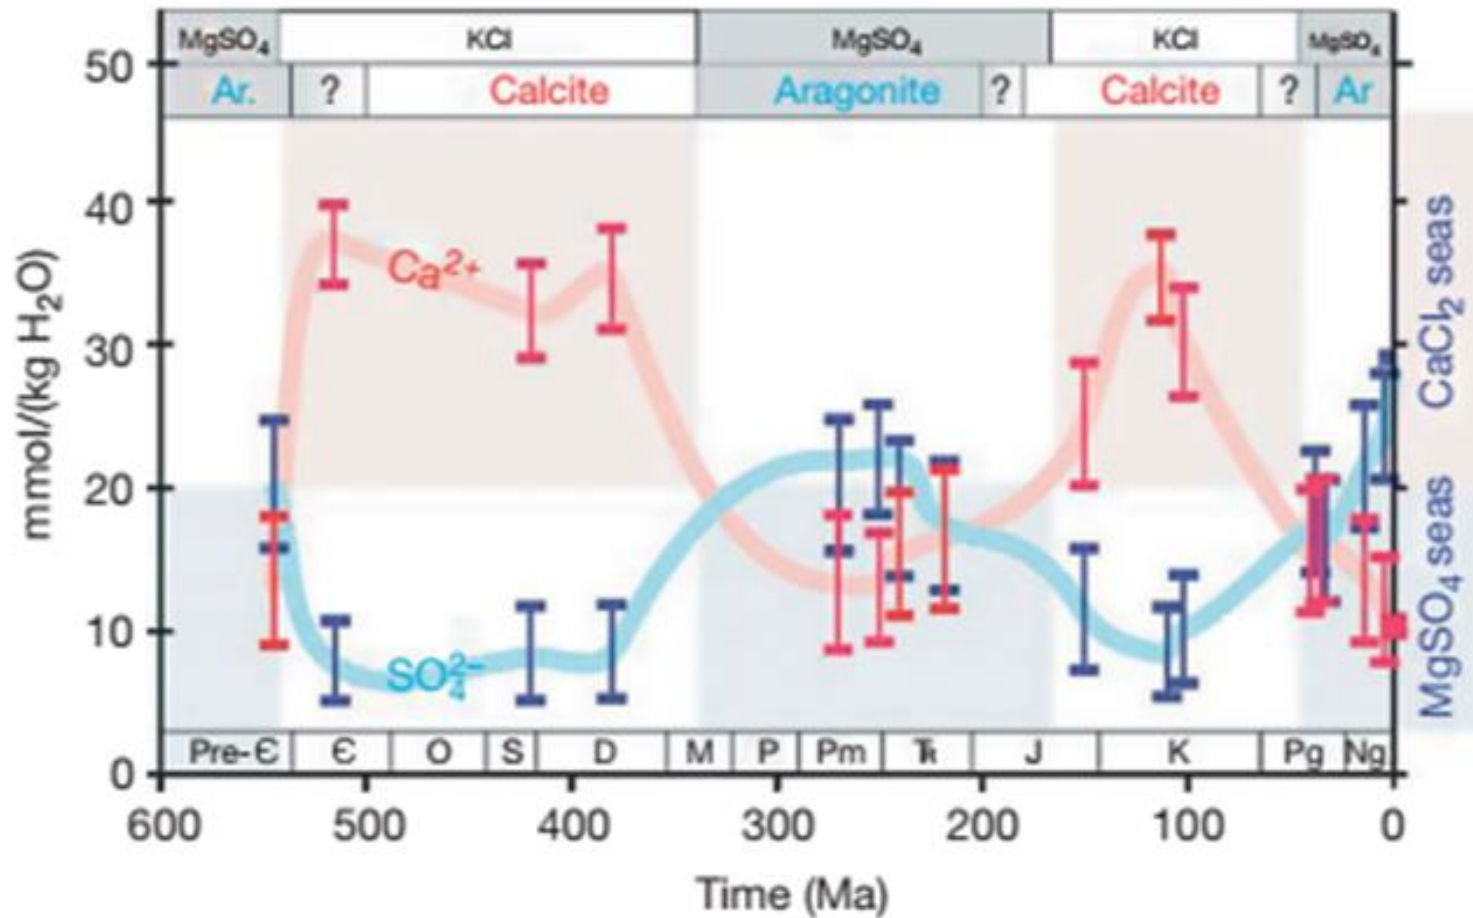 MgSO₄ KCl MgSO₄ KCl MgSO₄
Ar. ? Calcite Aragonite ? Calcite ? Ar
50
40
30
20
10
0
mmol/(kg H₂O)
Ca²⁺
SO₄²⁻
CaCl₂ seas
MgSO₄ seas
Pre-Є Є O S D M P Pm Ŧ J K Pg Ng
600 500 400 300 200 100 0
Time (Ma)